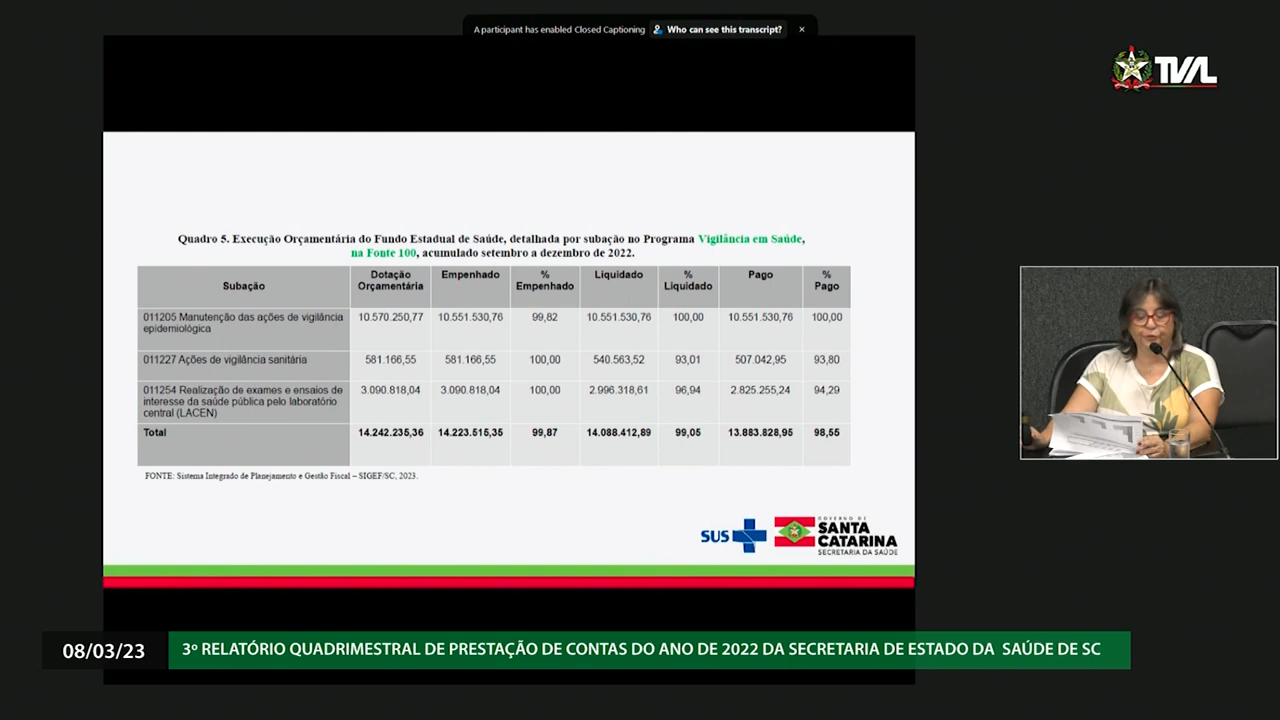 A participant has enabled Closed Captioning Who can see this transcript? ×
TVAL
Quadro 5. Execução Orçamentária do Fundo Estadual de Saúde, detalhada por subação no Programa Vigilância em Saúde,
na Fonte 100, acumulado setembro a dezembro de 2022.
Subação
Dotação
Orçamentária
Empenhado
%
Empenhado
Liquidado
%
Liquidado
Pago
%
Pago
011205 Manutenção das ações de vigilância
epidemiológica
10.570.250,77 10.551.530,76 99,82 10.551.530,76 100,00 10.551.530,76 100,00
011227 Ações de vigilância sanitária 581.166,55 581.166,55 100,00 540.563,52 93,01 507.042,95 93,80
011254 Realização de exames e ensaios de
interesse da saúde pública pelo laboratório
central (LACEN)
3.090.818,04 3.090.818,04 100,00 2.996.318,61 96,94 2.825.255,24 94,29
Total 14.242.235,36 14.223.515,35 99,87 14.088.412,89 99,05 13.883.828,95 98,55
FONTE: Sistema Integrado de Planejamento e Gestão Fiscal – SIGEF/SC, 2023.
SUS
GOVERNO DE
SANTA
CATARINA
SECRETARIA DA SAÚDE
08/03/23
3º RELATÓRIO QUADRIMESTRAL DE PRESTAÇÃO DE CONTAS DO ANO DE 2022 DA SECRETARIA DE ESTADO DA SAÚDE DE SC